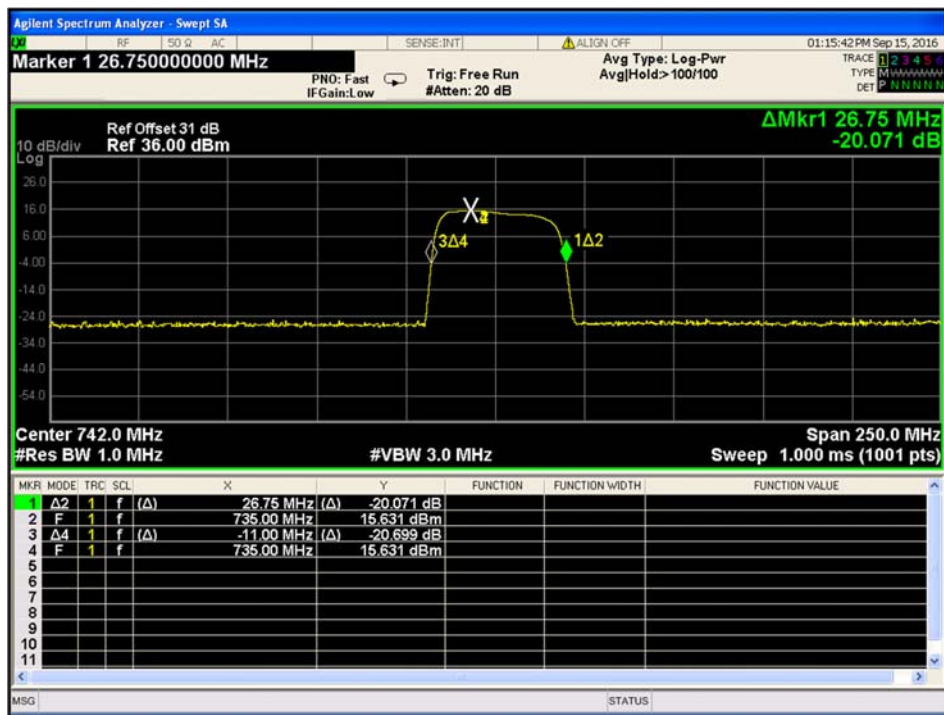 Agilent Spectrum Analyzer - Swept SA
RF 50 Ω AC SENSE:INT ALIGN OFF 01:15:42 PM Sep 15, 2016
Marker 1 26.750000000 MHz
PNO: Fast
IFGain:Low
Trig: Free Run
#Atten: 20 dB
Avg Type: Log-Pwr
Avg|Hold:> 100/100
TRACE 1 2 3 4 5 6
TYPE M
DET P N N N N N
ΔMkr1 26.75 MHz
-20.071 dB
Ref Offset 31 dB
10 dB/div Ref 36.00 dBm
Log
26.0
16.0
6.00
-4.00
-14.0
-24.0
-34.0
-44.0
-54.0
3Δ4
1Δ2
Center 742.0 MHz Span 250.0 MHz
#Res BW 1.0 MHz #VBW 3.0 MHz Sweep 1.000 ms (1001 pts)
MKR MODE TRC SCL X Y FUNCTION FUNCTION WIDTH FUNCTION VALUE
1 Δ2 1 f (Δ) 26.75 MHz (Δ) -20.071 dB
2 F 1 f 735.00 MHz 15.631 dBm
3 Δ4 1 f (Δ) -11.00 MHz (Δ) -20.699 dB
4 F 1 f 735.00 MHz 15.631 dBm
5
6
7
8
9
10
11
MSG STATUS